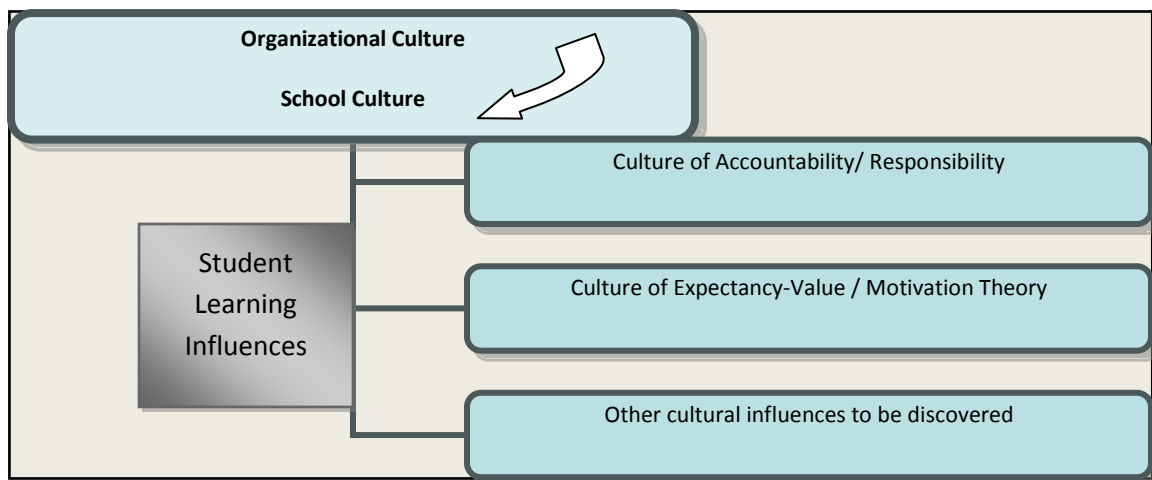 Organizational Culture
School Culture
Culture of Accountability/ Responsibility
Student
Learning
Influences
Culture of Expectancy-Value / Motivation Theory
Other cultural influences to be discovered